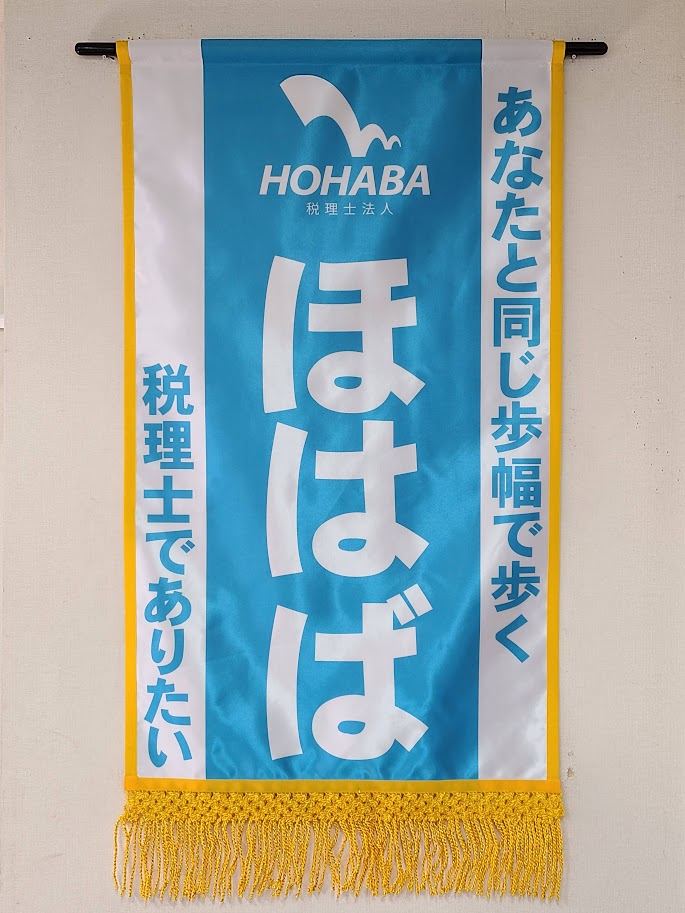 HOHABA
税理士法人
ほはば
あなたと同じ歩幅で歩く
税理士でありたい